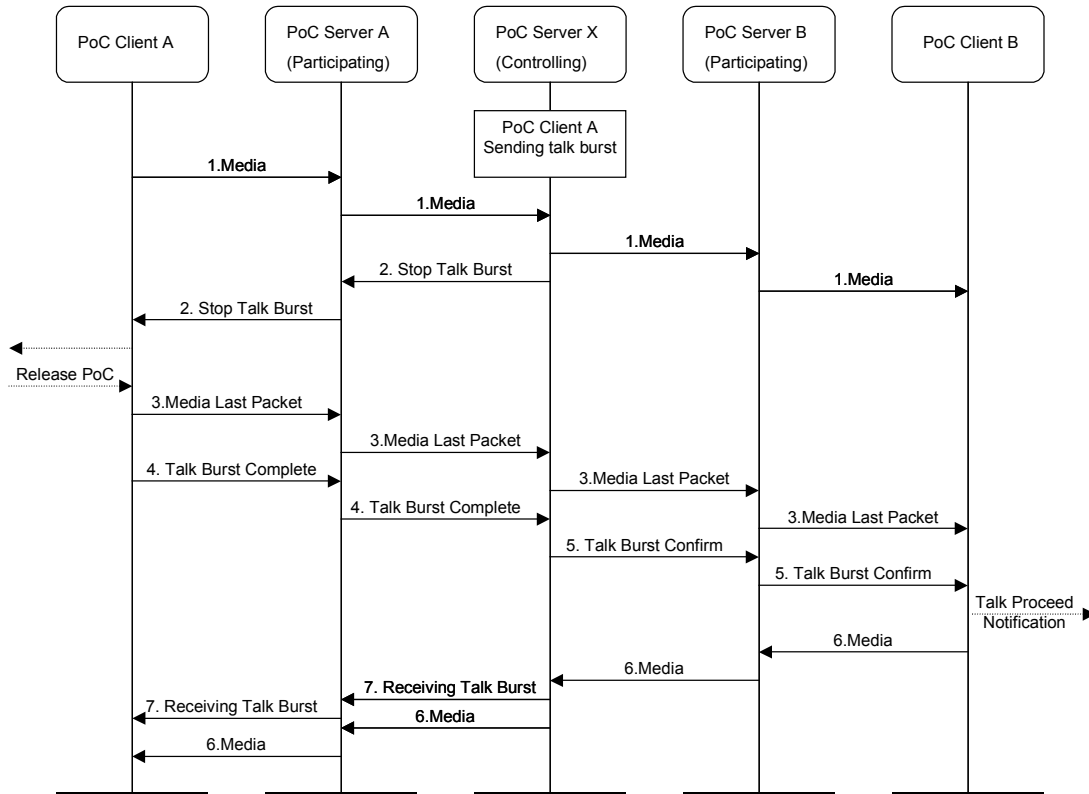 PoC Client A
PoC Server A
(Participating)
PoC Server X
(Controlling)
PoC Server B
(Participating)
PoC Client B
PoC Client A
Sending talk burst
1.Media
1.Media
1.Media
2. Stop Talk Burst
1.Media
2. Stop Talk Burst
Release PoC
3.Media Last Packet
3.Media Last Packet
4. Talk Burst Complete
3.Media Last Packet
4. Talk Burst Complete
3.Media Last Packet
5. Talk Burst Confirm
5. Talk Burst Confirm
Talk Proceed
Notification
6.Media
6.Media
7. Receiving Talk Burst
7. Receiving Talk Burst
6.Media
6.Media